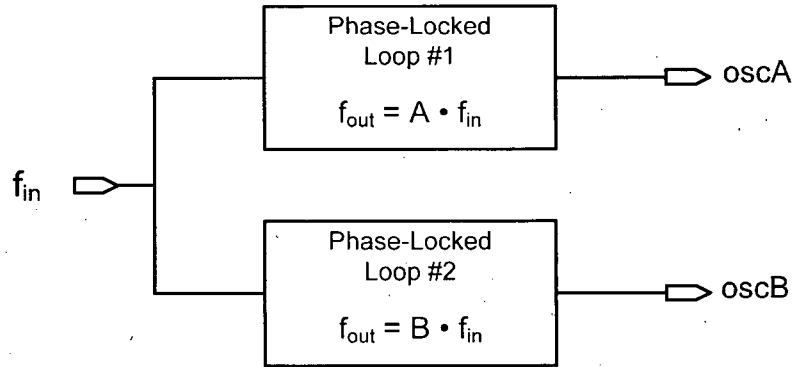 Phase-Locked
Loop #1
f_out = A • f_in
oscA
f_in
Phase-Locked
Loop #2
f_out = B • f_in
oscB